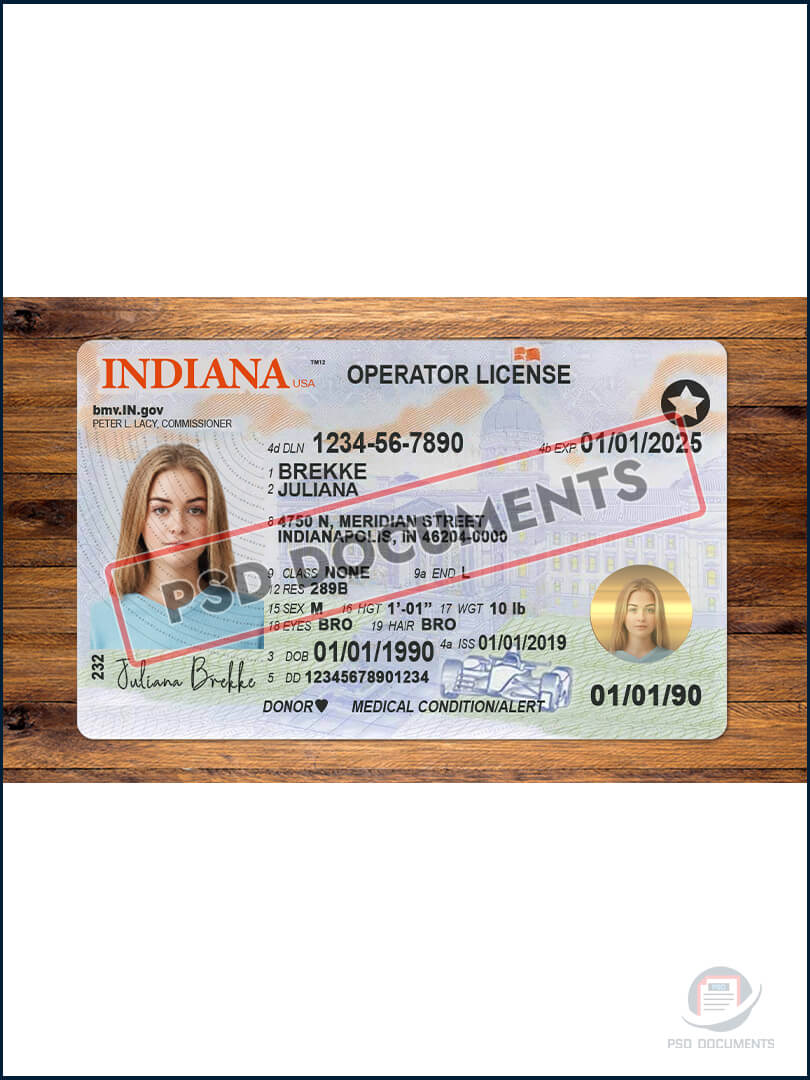 INDIANA USA
TM12
OPERATOR LICENSE
bmv.IN.gov
PETER L. LACY, COMMISSIONER
4d DLN 1234-56-7890
4b EXP 01/01/2025
1 BREKKE
2 JULIANA
8 4750 N, MERIDIAN STREET
INDIANAPOLIS, IN 46204-0000
PSD DOCUMENTS
9 CLASS NONE 9a END L
12 RES 289B
15 SEX M 16 HGT 1'-01” 17 WGT 10 lb
18 EYES BRO 19 HAIR BRO
3 DOB 01/01/1990 4a ISS 01/01/2019
5 DD 12345678901234
232
Juliana Brekke
01/01/90
DONOR♥ MEDICAL CONDITION/ALERT
PSD
PSD DOCUMENTS